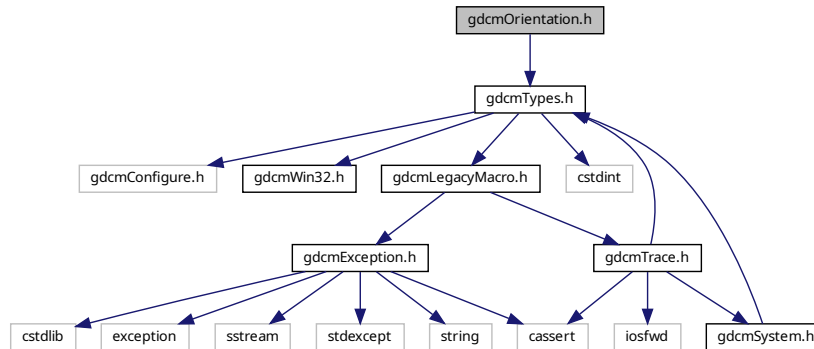 gdcmOrientation.h
gdcmTypes.h
gdcmConfigure.h
gdcmWin32.h
gdcmLegacyMacro.h
cstdint
gdcmException.h
gdcmTrace.h
cstdlib
exception
sstream
stdexcept
string
cassert
iosfwd
gdcmSystem.h